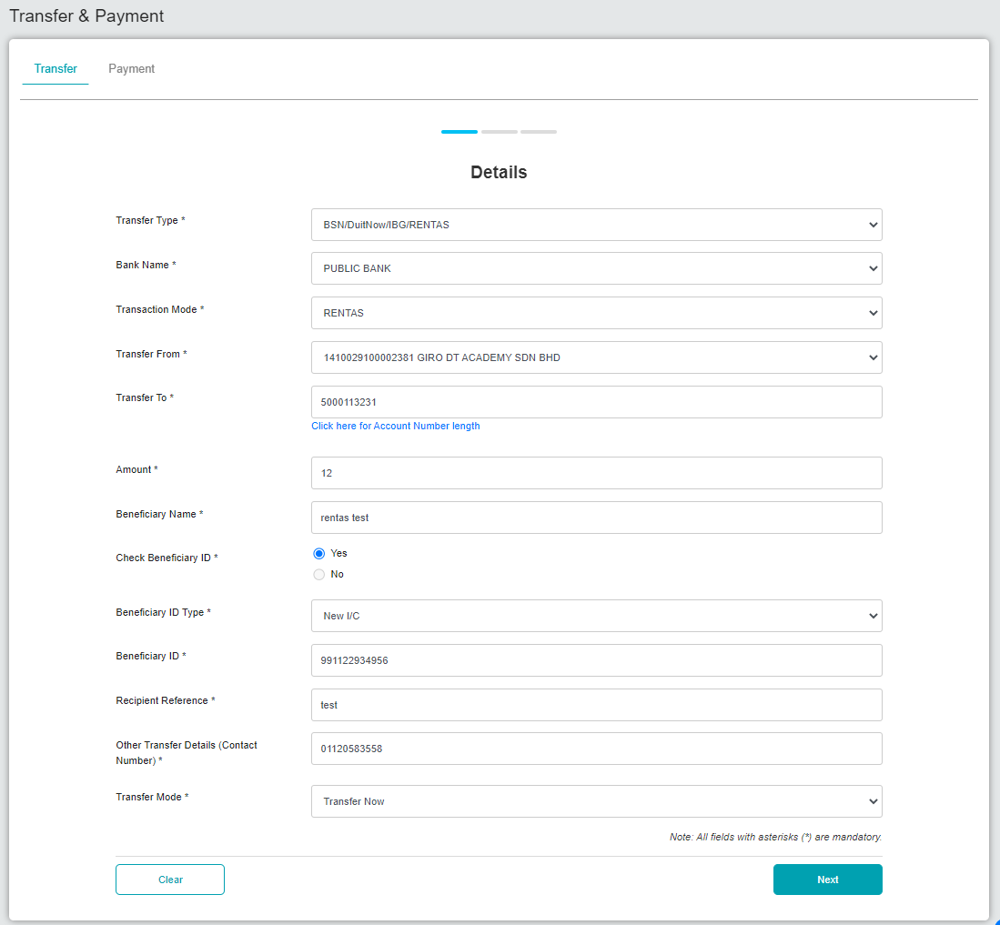 Transfer & Payment
Transfer Payment
Details
Transfer Type * BSN/DuitNow/IBG/RENTAS
Bank Name * PUBLIC BANK
Transaction Mode * RENTAS
Transfer From * 1410029100002381 GIRO DT ACADEMY SDN BHD
Transfer To * 5000113231
Click here for Account Number length
Amount * 12
Beneficiary Name * rentas test
Check Beneficiary ID * Yes
No
Beneficiary ID Type * New I/C
Beneficiary ID * 991122934956
Recipient Reference * test
Other Transfer Details (Contact
Number) * 01120583558
Transfer Mode * Transfer Now
Note: All fields with asterisks (*) are mandatory.
Clear Next